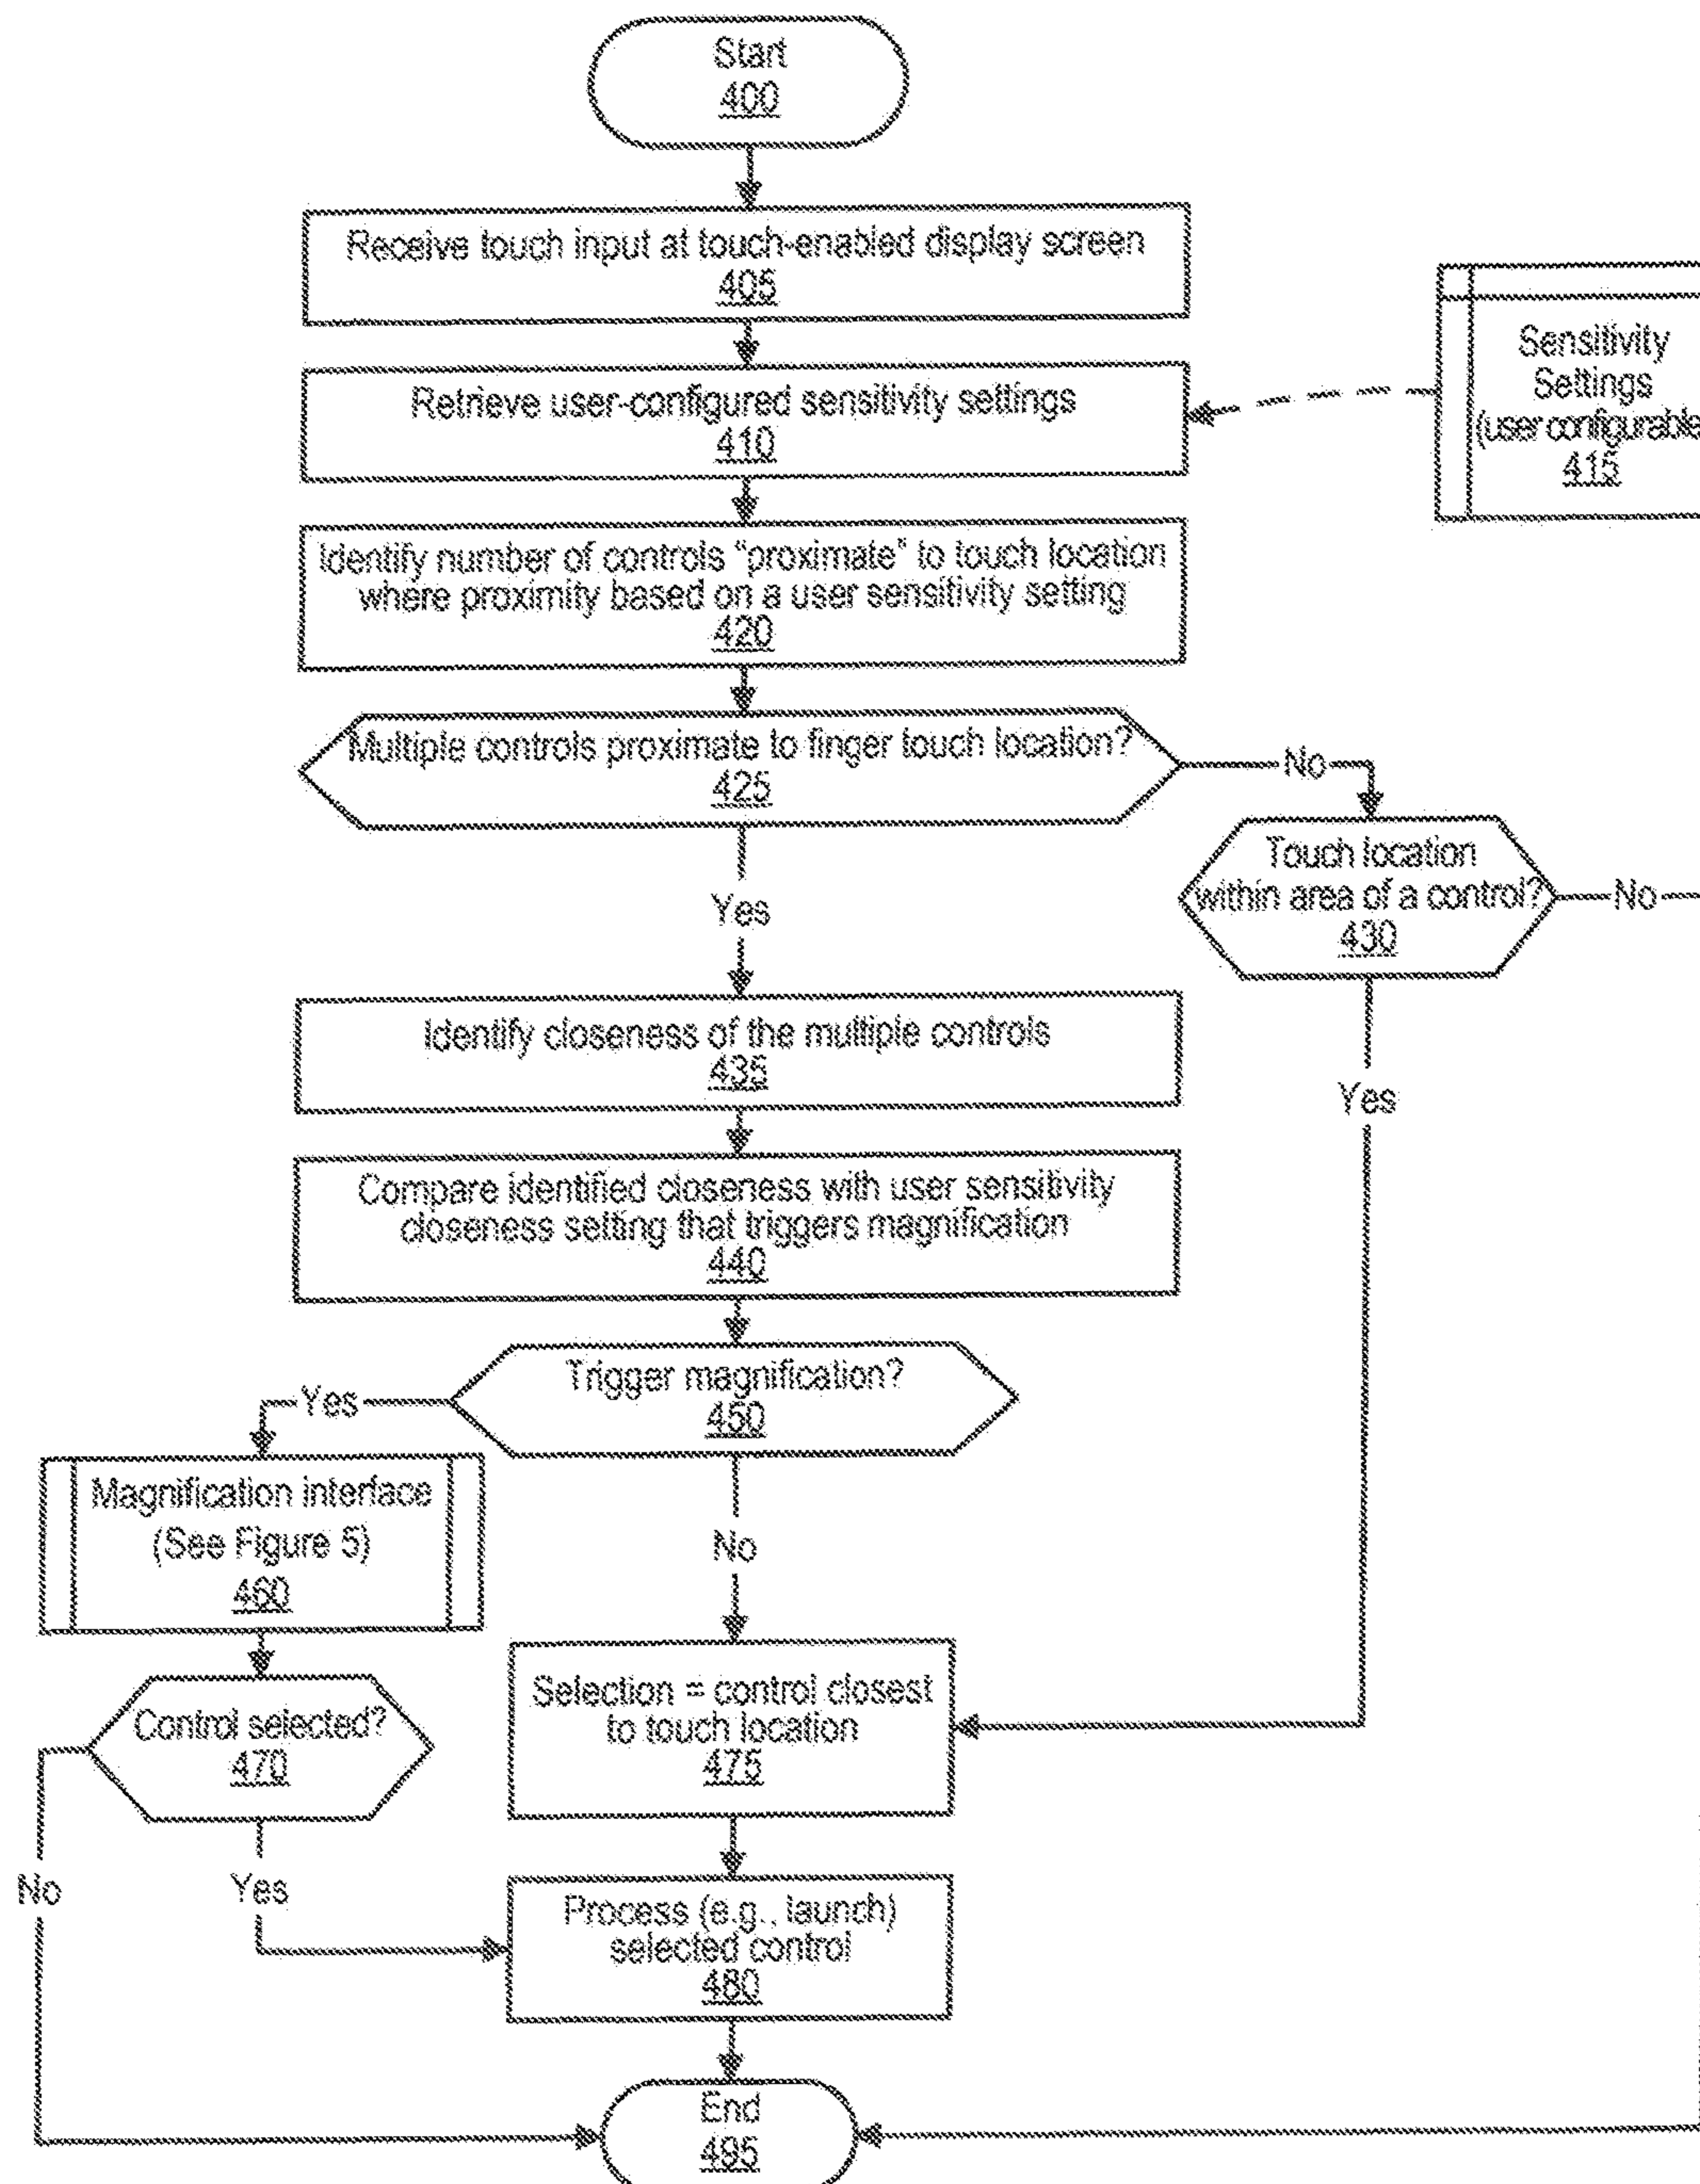 Start
400
Receive touch input at touch-enabled display screen
405
Retrieve user-configured sensitivity settings
410
Sensitivity
Settings
(user configurable
415
Identify number of controls “proximate” to touch location
where proximity based on a user sensitivity setting
420
Multiple controls proximate to finger touch location?
425
No
Touch location
within area of a control?
430
No
Yes
Identify closeness of the multiple controls
435
Yes
Compare identified closeness with user sensitivity
closeness setting that triggers magnification
440
Trigger magnification?
450
Yes
Magnification interface
(See Figure 5)
460
No
Selection = control closest
to touch location
475
Control selected?
470
No
Yes
Process (e.g., launch)
selected control
480
End
495